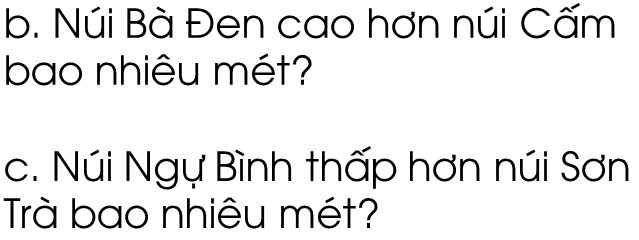 b. Núi Bà Đen cao hơn núi Cấm
bao nhiêu mét?
c. Núi Ngự Bình thấp hơn núi Sơn
Trà bao nhiêu mét?